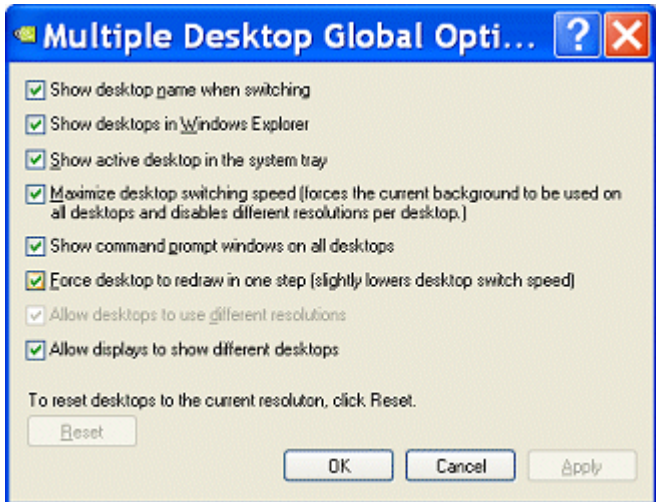 Multiple Desktop Global Opti...
Show desktop name when switching
Show desktops in Windows Explorer
Show active desktop in the system tray
Maximize desktop switching speed (forces the current background to be used on
all desktops and disables different resolutions per desktop.)
Show command prompt windows on all desktops
Force desktop to redraw in one step (slightly lowers desktop switch speed)
Allow desktops to use different resolutions
Allow displays to show different desktops
To reset desktops to the current resoluton, click Reset.
Reset
OK Cancel Apply